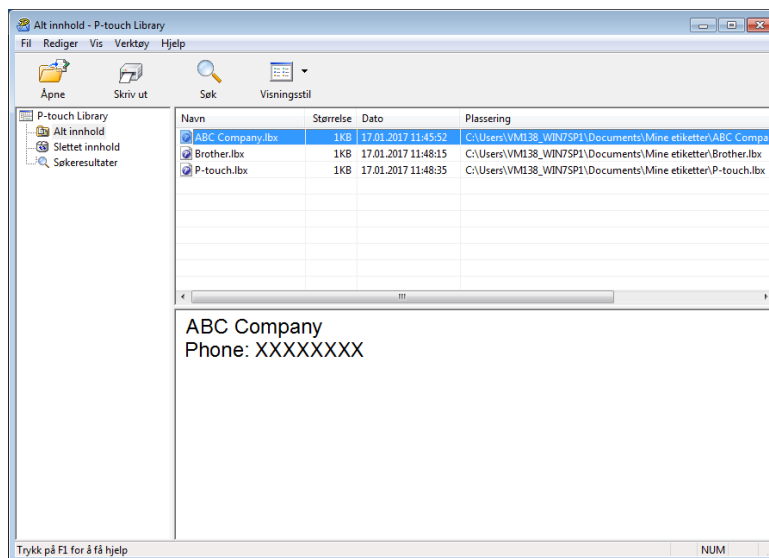 Alt innhold - P-touch Library
Fil Rediger Vis Verktøy Hjelp
Åpne Skriv ut Søk Visningsstil
P-touch Library
Alt innhold
Slettet innhold
Søkeresultater
Navn Størrelse Dato Plassering
ABC Company.lbx 1KB 17.01.2017 11:45:52 C:\Users\VM138_WIN7SP1\Documents\Mine etiketter\ABC Compa
Brother.lbx 1KB 17.01.2017 11:48:15 C:\Users\VM138_WIN7SP1\Documents\Mine etiketter\Brother.lbx
P-touch.lbx 1KB 17.01.2017 11:48:35 C:\Users\VM138_WIN7SP1\Documents\Mine etiketter\P-touch.lbx
ABC Company
Phone: XXXXXXXX
Trykk på F1 for å få hjelp NUM